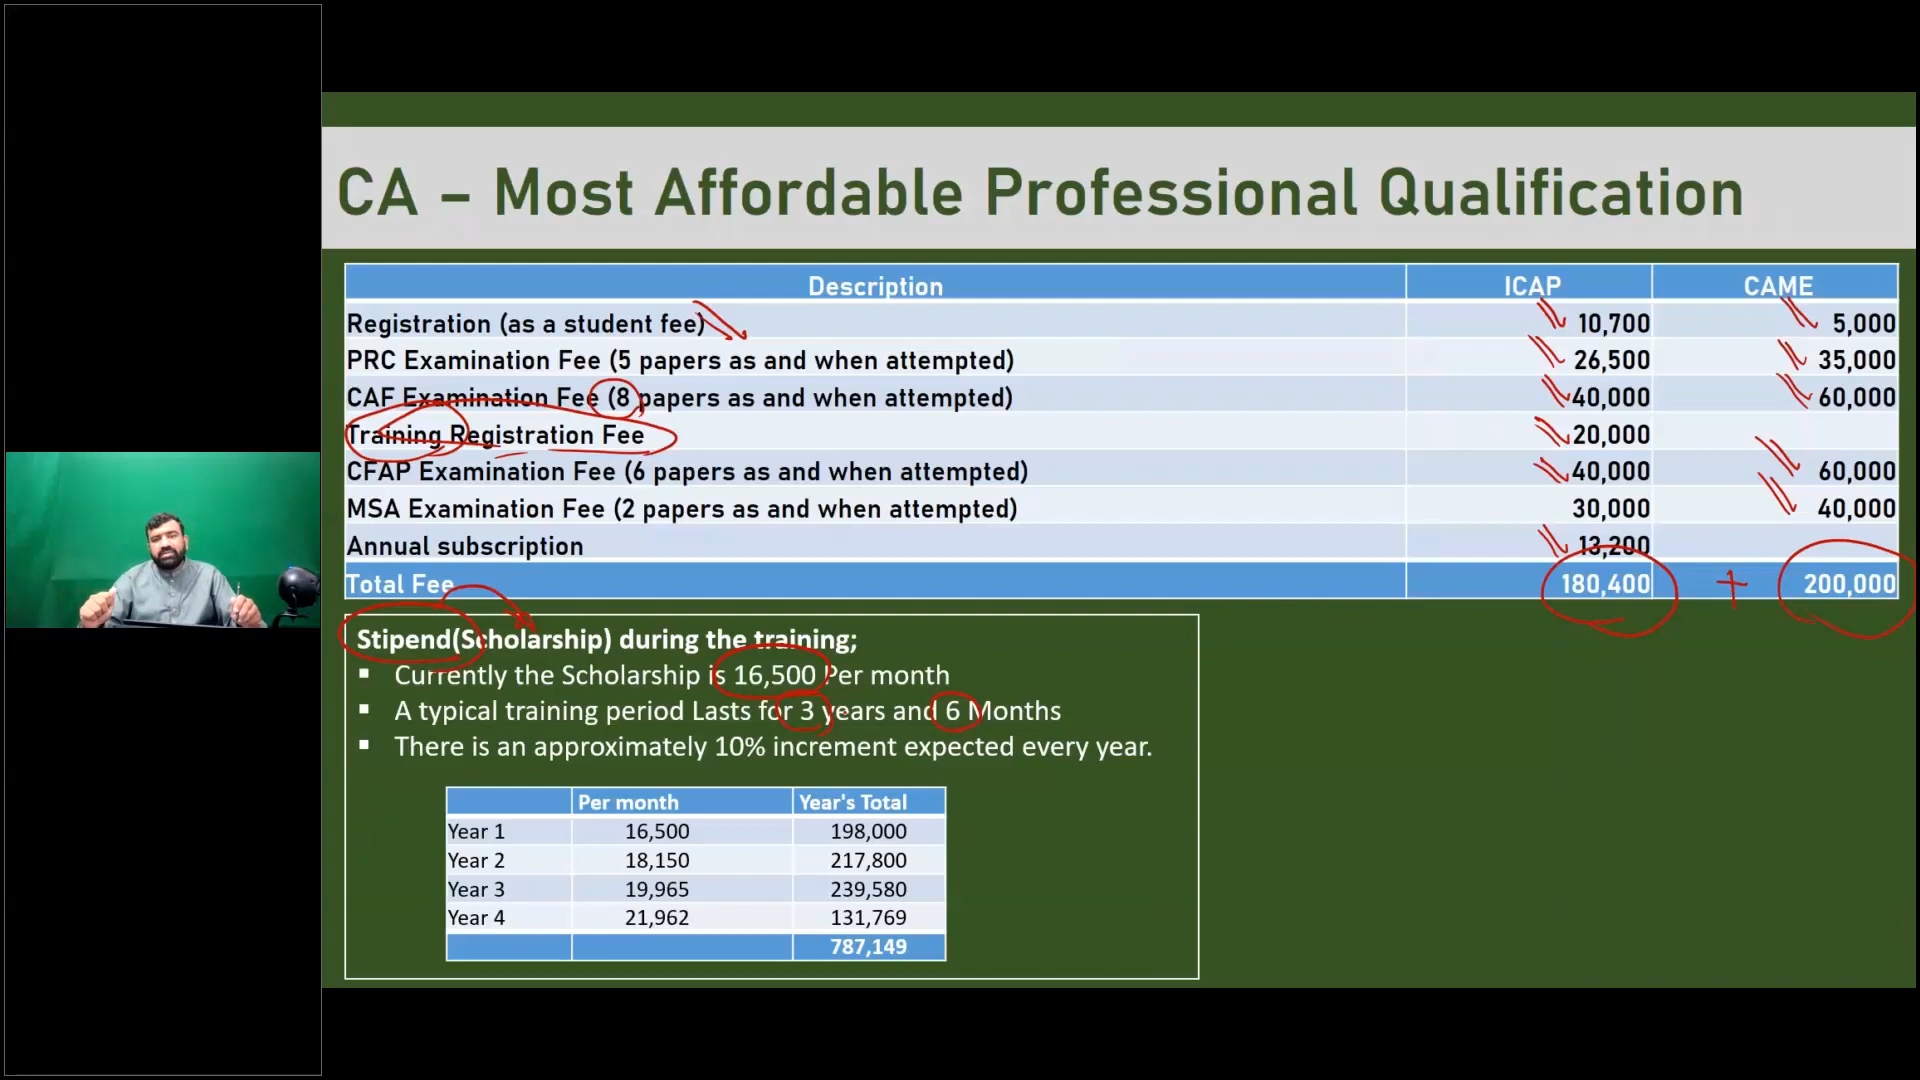 CA – Most Affordable Professional Qualification
Description ICAP CAME
Registration (as a student fee) 10,700 5,000
PRC Examination Fee (5 papers as and when attempted) 26,500 35,000
CAF Examination Fee (8 papers as and when attempted) 40,000 60,000
Training Registration Fee 20,000
CFAP Examination Fee (6 papers as and when attempted) 40,000 60,000
MSA Examination Fee (2 papers as and when attempted) 30,000 40,000
Annual subscription 13,200
Total Fee 180,400 + 200,000
Stipend(Scholarship) during the training;
▪ Currently the Scholarship is 16,500 Per month
▪ A typical training period Lasts for 3 years and 6 Months
▪ There is an approximately 10% increment expected every year.
Per month Year's Total
Year 1 16,500 198,000
Year 2 18,150 217,800
Year 3 19,965 239,580
Year 4 21,962 131,769
787,149